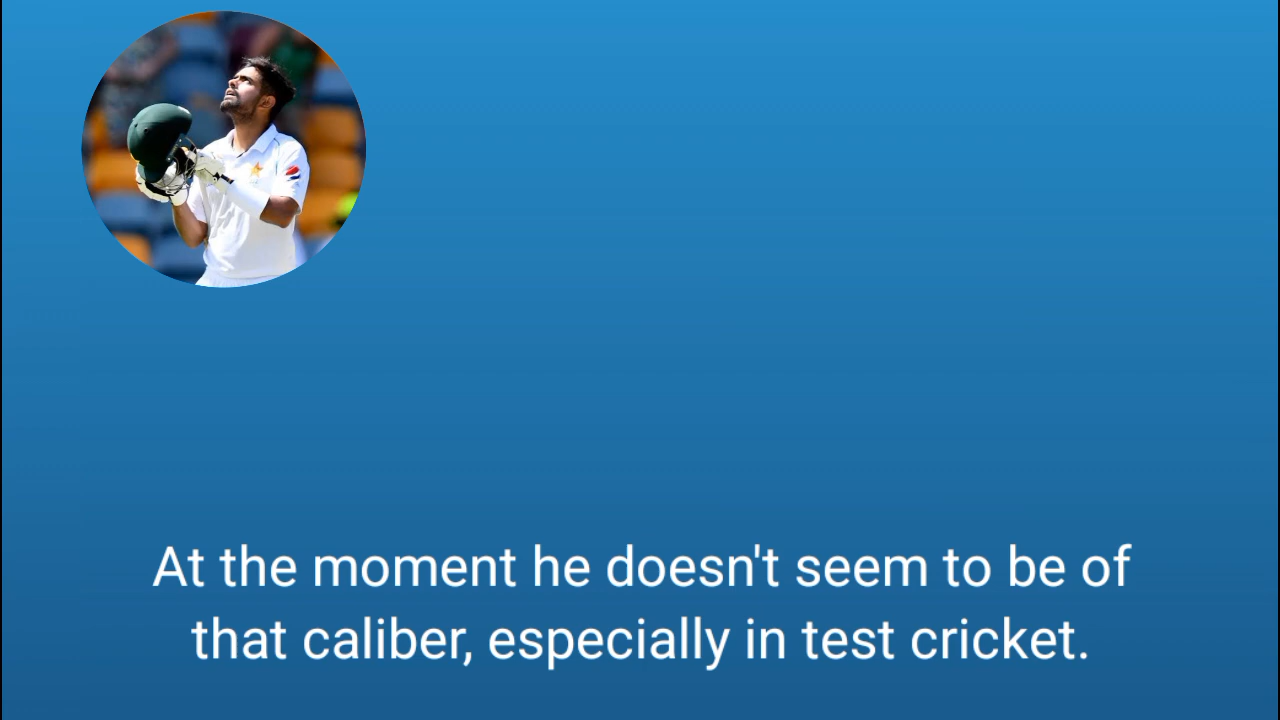 At the moment he doesn't seem to be of
that caliber, especially in test cricket.